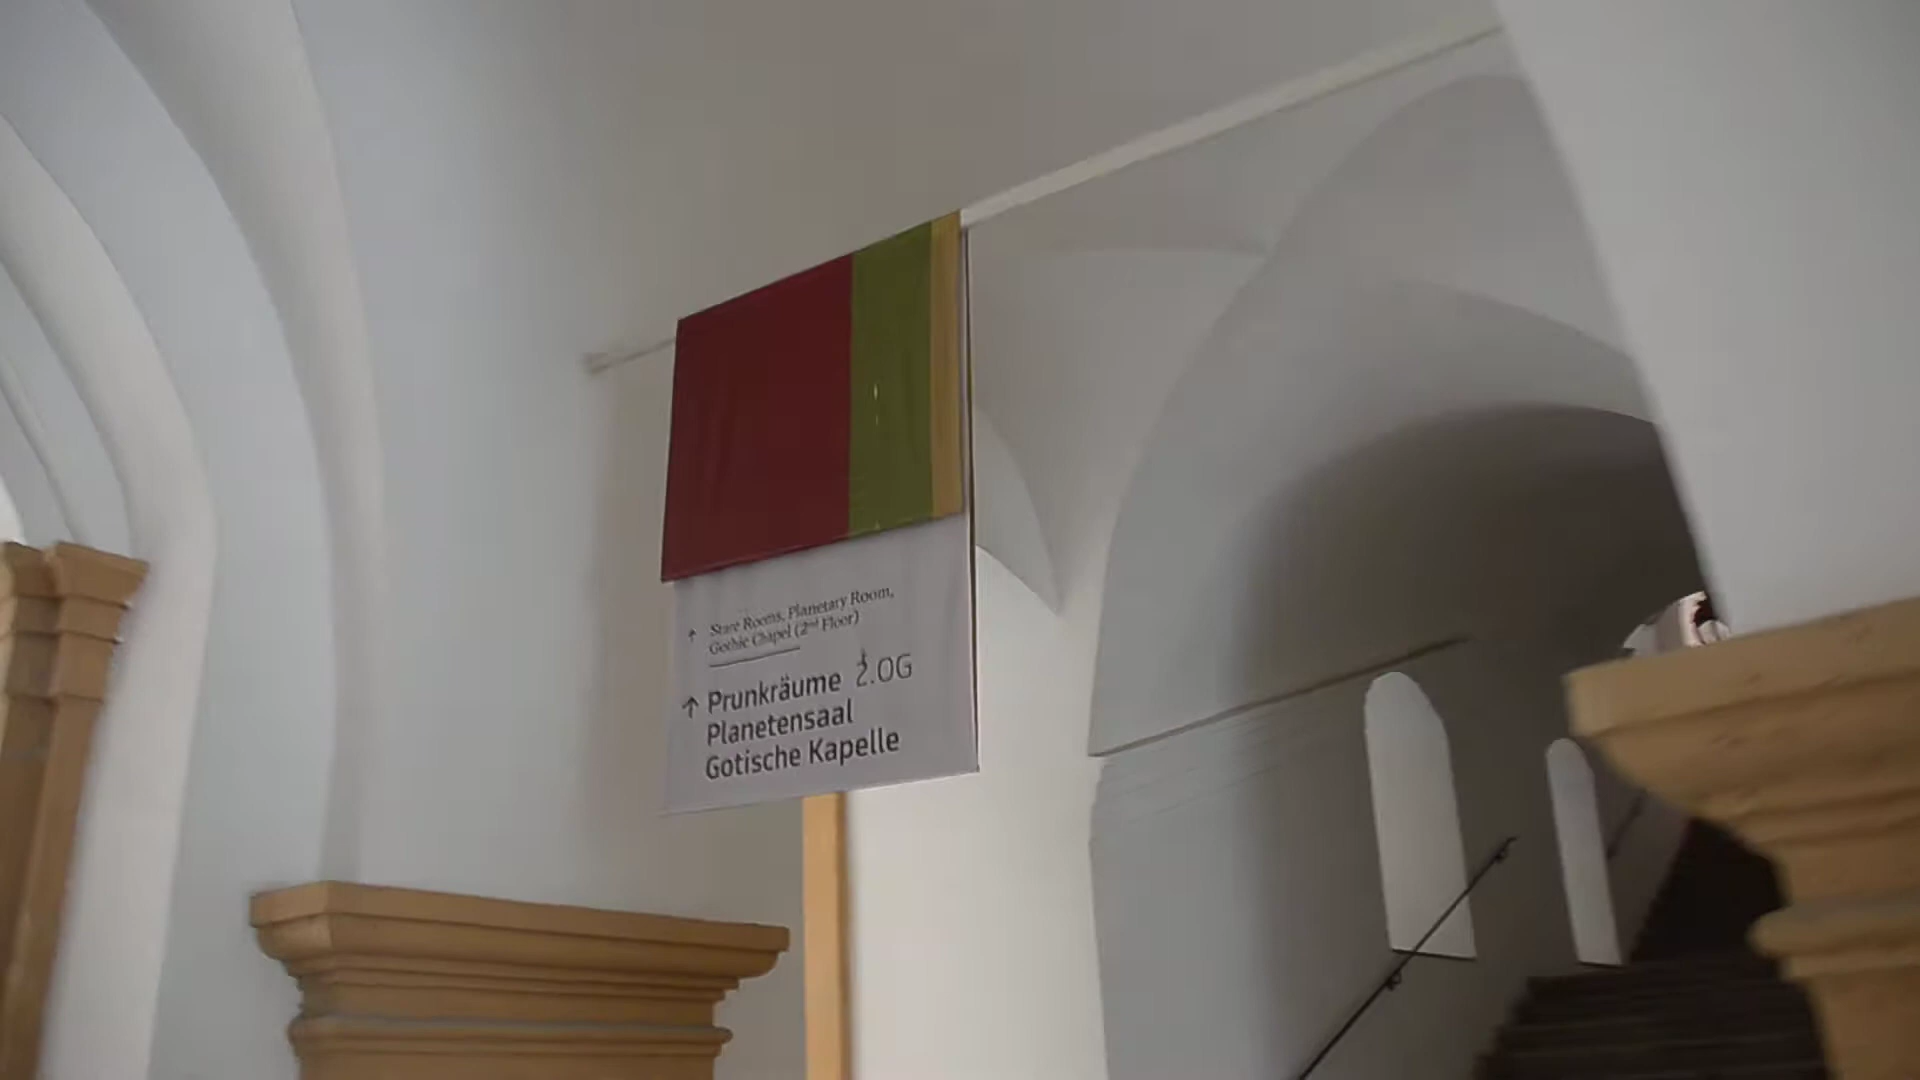 ↑ State Rooms, Planetary Room,
Gothic Chapel (2nd Floor)
↑ Prunkräume 2.OG
Planetensaal
Gotische Kapelle